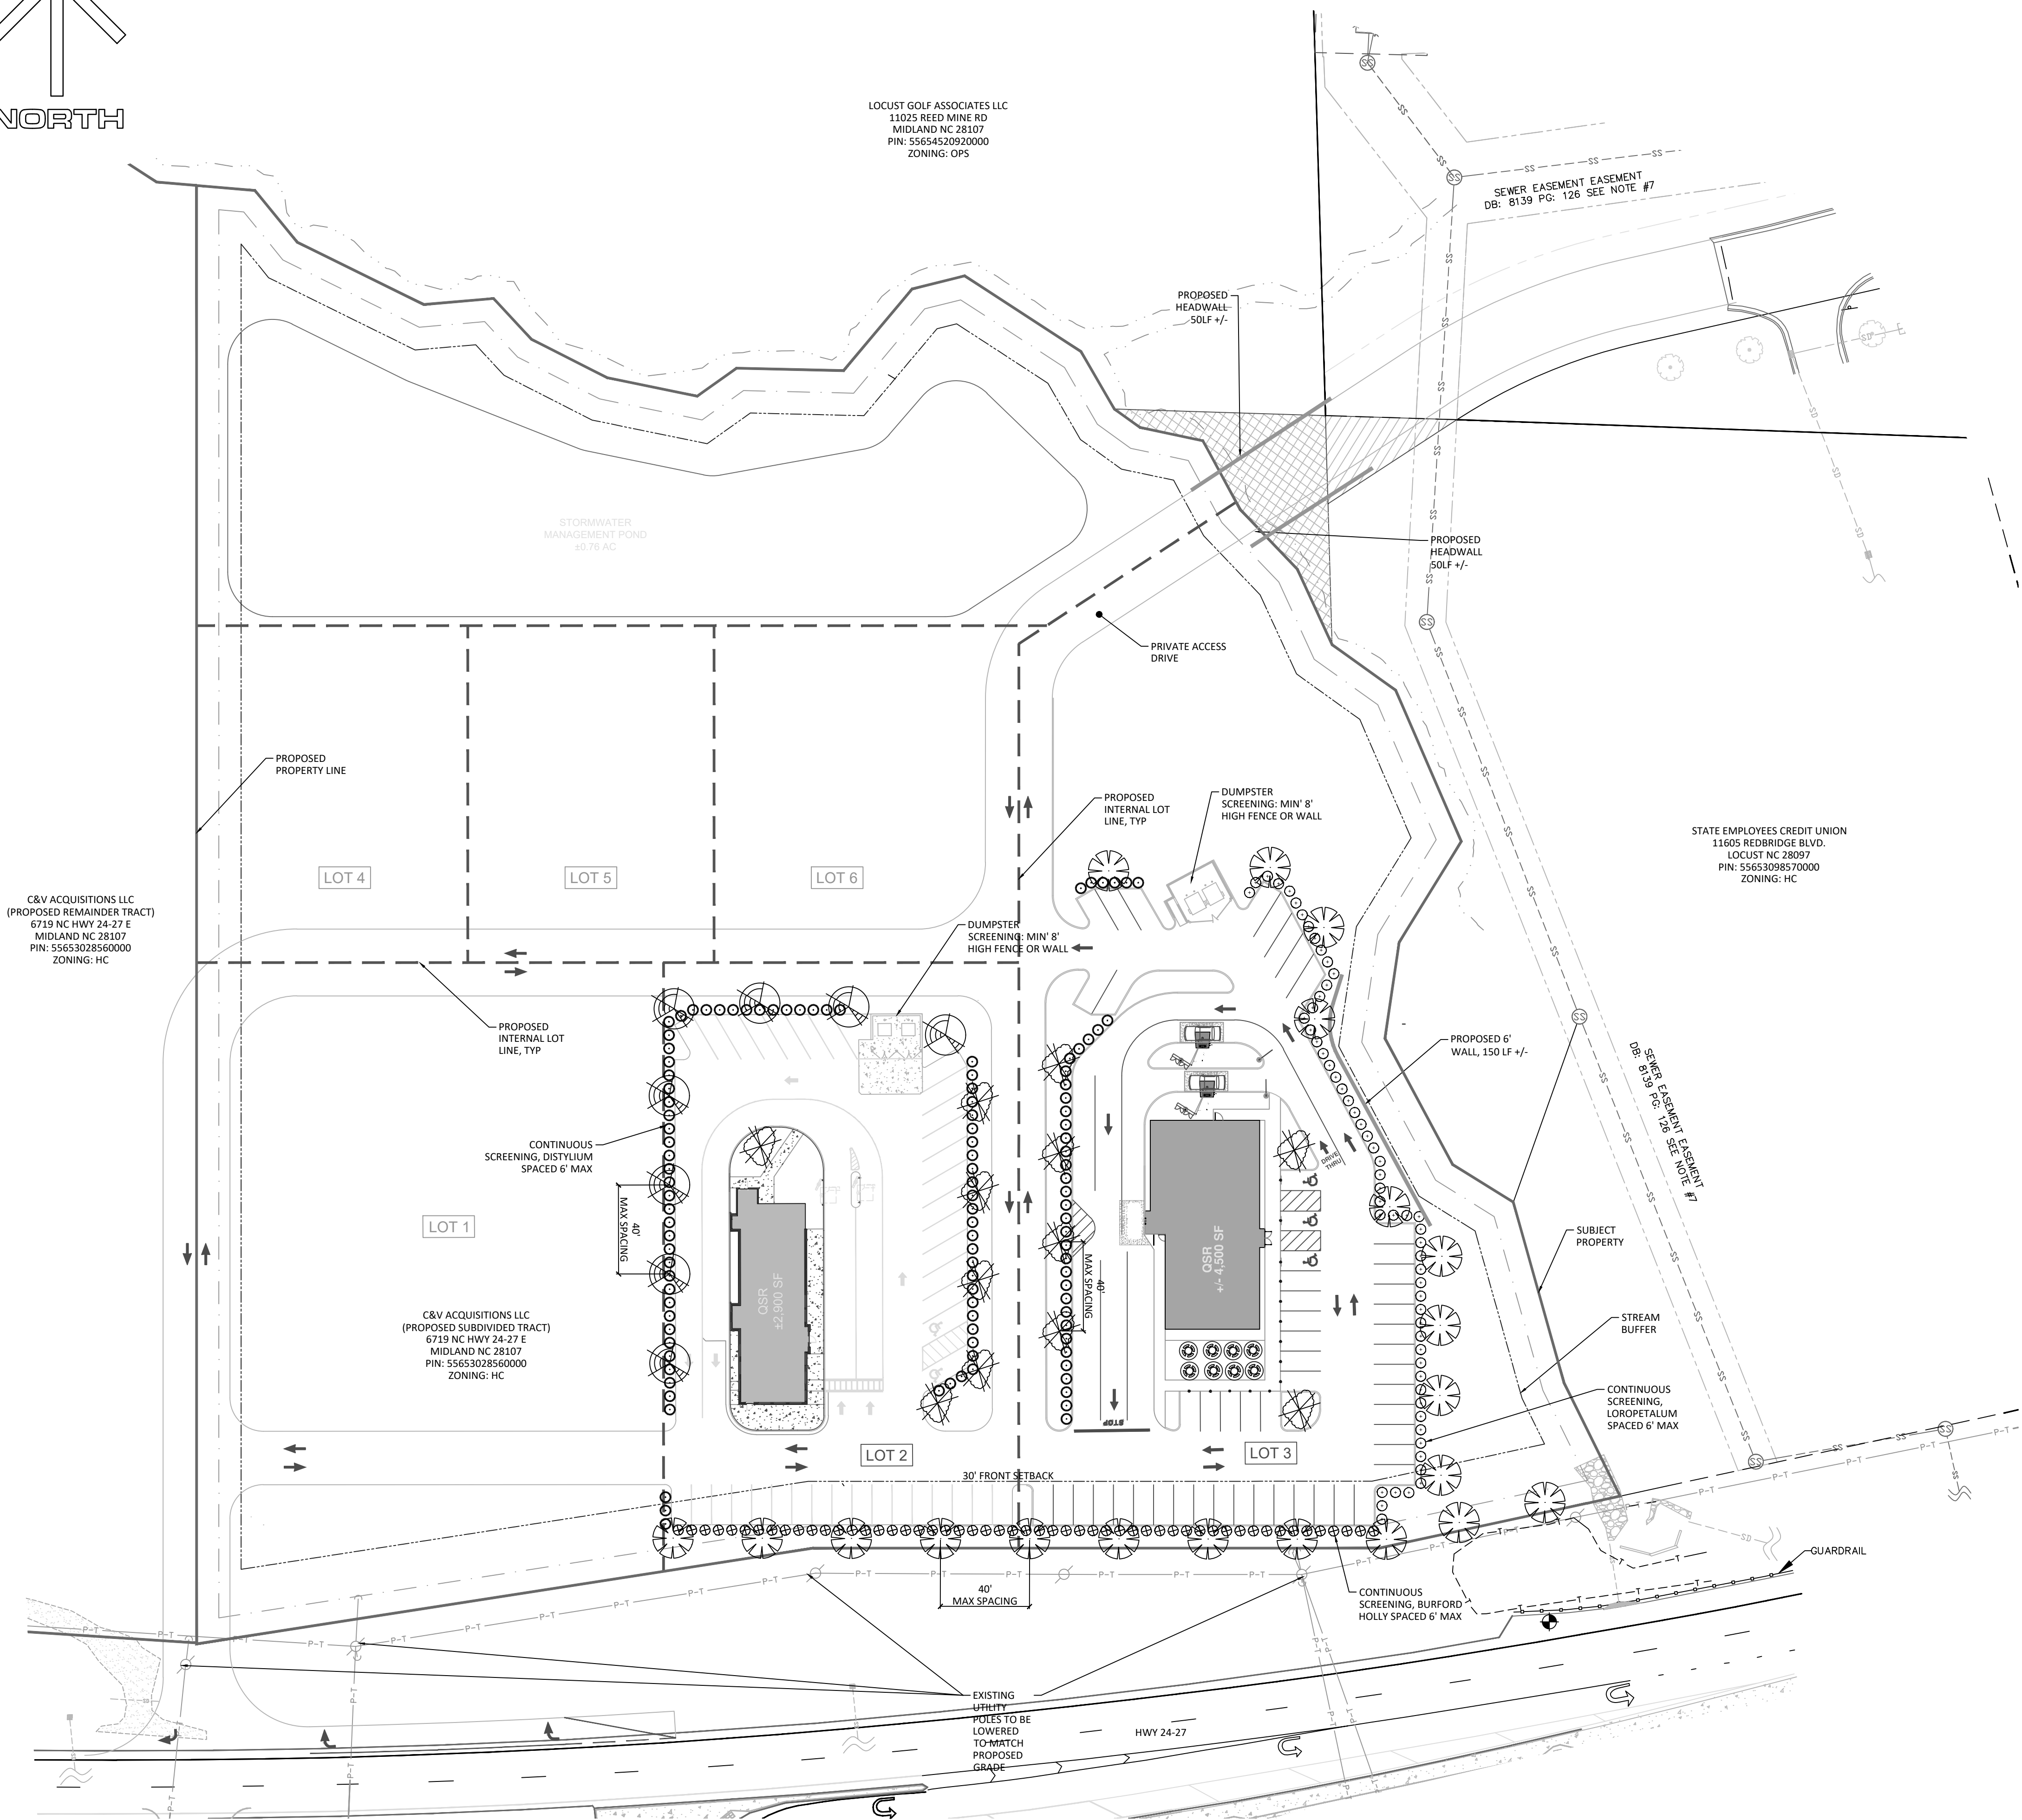 NORTH
LOCUST GOLF ASSOCIATES LLC
11025 REED MINE RD
MIDLAND NC 28107
PIN: 55654520920000
ZONING: OPS
SEWER EASEMENT EASEMENT
DB: 8139 PG: 126 SEE NOTE #7
PROPOSED
HEADWALL
50LF +/-
STORMWATER
MANAGEMENT POND
±0.76 AC
PROPOSED
HEADWALL
50LF +/-
PRIVATE ACCESS
DRIVE
PROPOSED
PROPERTY LINE
PROPOSED
INTERNAL LOT
LINE, TYP
DUMPSTER
SCREENING: MIN' 8'
HIGH FENCE OR WALL
STATE EMPLOYEES CREDIT UNION
11605 REDBRIDGE BLVD.
LOCUST NC 28097
PIN: 55653098570000
ZONING: HC
LOT 4
LOT 5
LOT 6
C&V ACQUISITIONS LLC
(PROPOSED REMAINDER TRACT)
6719 NC HWY 24-27 E
MIDLAND NC 28107
PIN: 55653028560000
ZONING: HC
DUMPSTER
SCREENING: MIN' 8'
HIGH FENCE OR WALL
PROPOSED
INTERNAL LOT
LINE, TYP
PROPOSED 6'
WALL, 150 LF +/-
SEWER EASEMENT EASEMENT
DB: 8139 PG: 126 SEE NOTE #7
CONTINUOUS
SCREENING, DISTYLIUM
SPACED 6' MAX
DRIVE
THRU
40'
MAX SPACING
LOT 1
QSR
±2,900 SF
40'
MAX SPACING
QSR
+/- 4,500 SF
SUBJECT
PROPERTY
C&V ACQUISITIONS LLC
(PROPOSED SUBDIVIDED TRACT)
6719 NC HWY 24-27 E
MIDLAND NC 28107
PIN: 55653028560000
ZONING: HC
STREAM
BUFFER
CONTINUOUS
SCREENING,
LOROPETALUM
SPACED 6' MAX
STOP
LOT 2
LOT 3
30' FRONT SETBACK
GUARDRAIL
40'
MAX SPACING
CONTINUOUS
SCREENING, BURFORD
HOLLY SPACED 6' MAX
EXISTING
UTILITY
POLES TO BE
LOWERED
TO MATCH
PROPOSED
GRADE
HWY 24-27